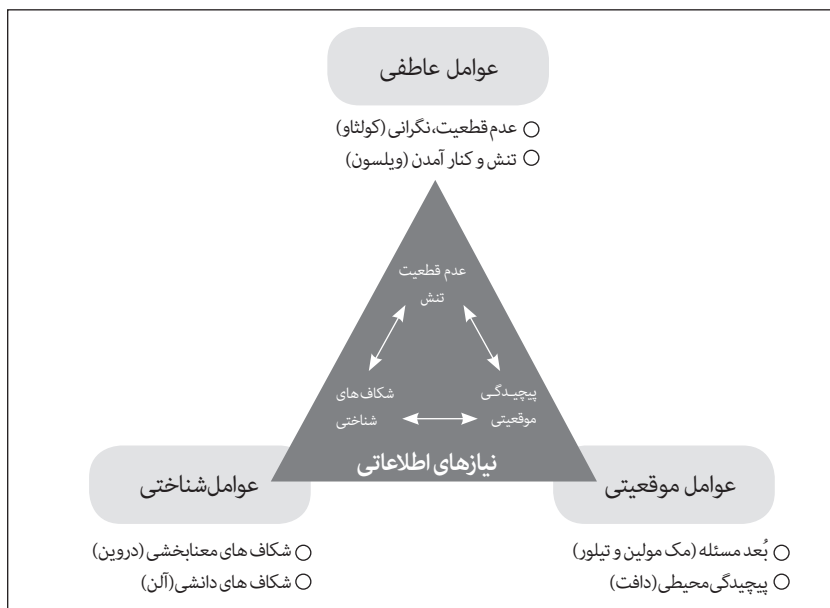 عوامل عاطفی
عدم قطعیت، نگرانی (کولثاو)
تنش و کنار آمدن (ویلسون)
عدم قطعیت
تنش
پیچیدگی
موقعیتی
شکاف‌های
شناختی
نیازهای اطلاعاتی
عوامل موقعیتی
بُعد مسئله (مک مولین و تیلور)
پیچیدگی محیطی (دافت)
عوامل شناختی
شکاف های معنابخشی (دروین)
شکاف های دانشی (آلن)